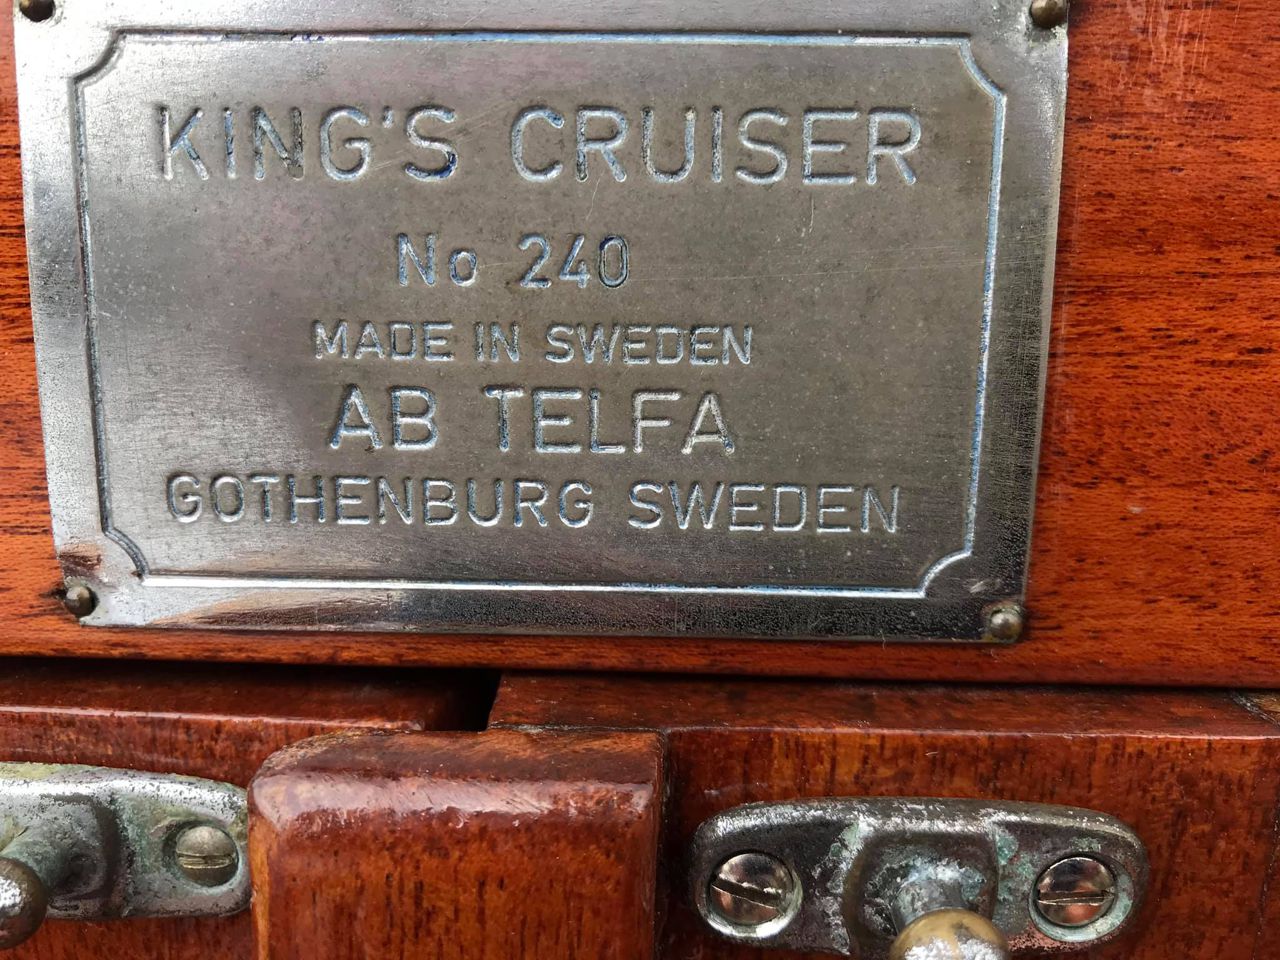 KING'S CRUISER
No 240
MADE IN SWEDEN
AB TELFA
GOTHENBURG SWEDEN